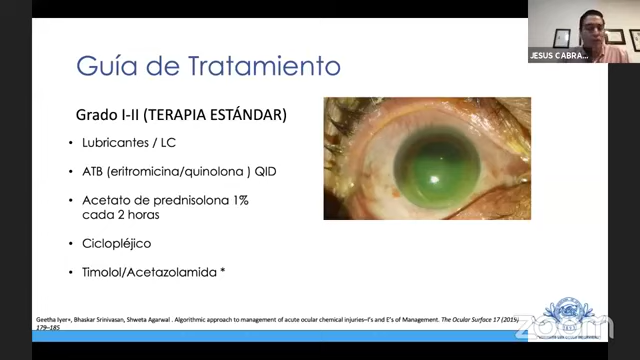 Guía de Tratamiento
JESUS CABRA...
Grado I-II (TERAPIA ESTÁNDAR)
• Lubricantes / LC
• ATB (eritromicina/quinolona ) QID
• Acetato de prednisolona 1%
cada 2 horas
• Ciclopléjico
• Timolol/Acetazolamida *
Geetha Iyer∗, Bhaskar Srinivasan, Shweta Agarwal . Algorithmic approach to management of acute ocular chemical injuries–I's and E's of Management. The Ocular Surface 17 (2019)
179–185
zoom